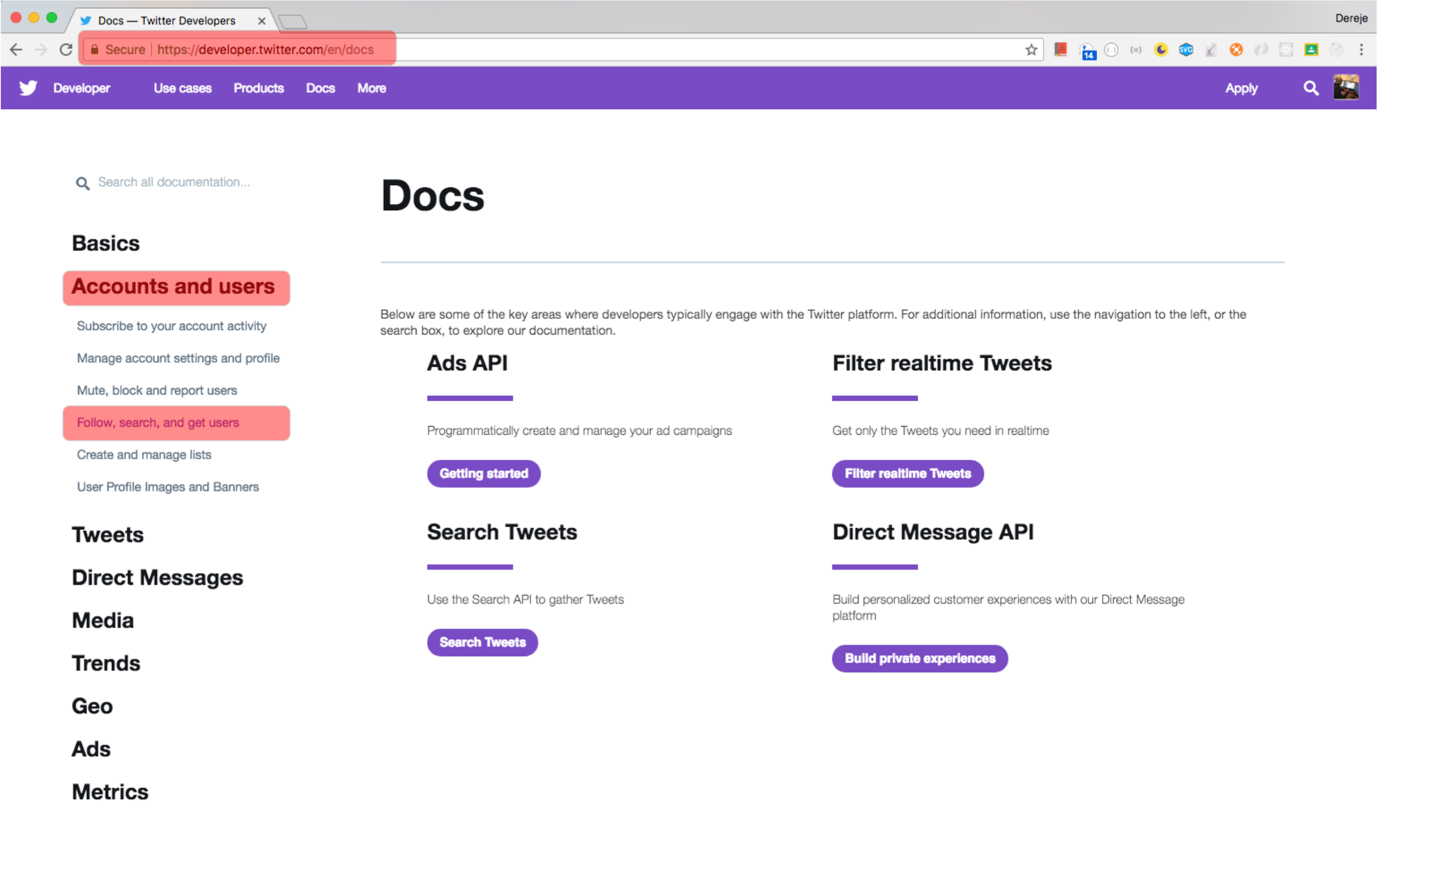 Docs — Twitter Developers
Dereje
Secure https://developer.twitter.com/en/docs
14
SVG
Developer Use cases Products Docs More Apply
Search all documentation...
Basics
Accounts and users
Subscribe to your account activity
Manage account settings and profile
Mute, block and report users
Follow, search, and get users
Create and manage lists
User Profile Images and Banners
Tweets
Direct Messages
Media
Trends
Geo
Ads
Metrics
Docs
Below are some of the key areas where developers typically engage with the Twitter platform. For additional information, use the navigation to the left, or the
search box, to explore our documentation.
Ads API
Programmatically create and manage your ad campaigns
Getting started
Filter realtime Tweets
Get only the Tweets you need in realtime
Filter realtime Tweets
Search Tweets
Use the Search API to gather Tweets
Search Tweets
Direct Message API
Build personalized customer experiences with our Direct Message
platform
Build private experiences